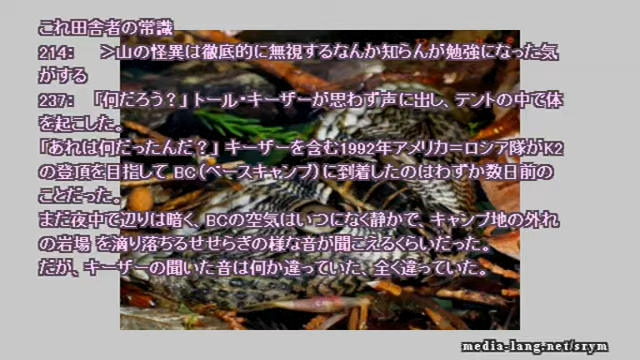 これ田舎者の常識
214:　＞山の怪異は徹底的に無視するなんか知らんが勉強になった気
がする
237:　「何だろう？」トール・キーザーが思わず声に出し、テントの中で体
を起こした。
「あれは何だったんだ？」 キーザーを含む1992年アメリカ＝ロシア隊がK2
の登頂を目指して BC（ベースキャンプ）に到着したのはわずか数日前の
ことだった。
まだ夜中で辺りは暗く、BCの空気はいつになく静かで、キャンプ地の外れ
の岩場 を滴り落ちるせせらぎの様な音が聞こえるくらいだった。
だが、キーザーの聞いた音は何か違っていた、全く違っていた。
media-lang-net/srym